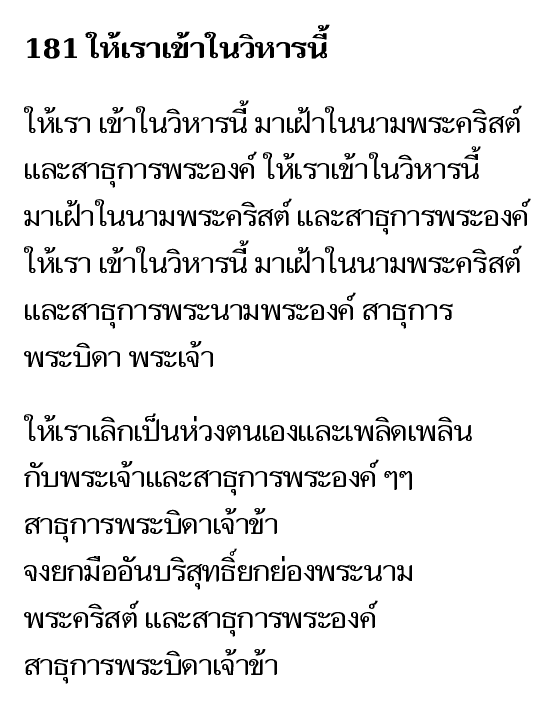 181 ให้เราเข้าในวิหารนี้
ให้เรา เข้าในวิหารนี้ มาเฝ้าในนามพระคริสต์
และสาธุการพระองค์ ให้เราเข้าในวิหารนี้
มาเฝ้าในนามพระคริสต์ และสาธุการพระองค์
ให้เรา เข้าในวิหารนี้ มาเฝ้าในนามพระคริสต์
และสาธุการพระนามพระองค์ สาธุการ
พระบิดา พระเจ้า
ให้เราเลิกเป็นห่วงตนเองและเพลิดเพลิน
กับพระเจ้าและสาธุการพระองค์ ๆๆ
สาธุการพระบิดาเจ้าข้า
จงยกมืออันบริสุทธิ์ยกย่องพระนาม
พระคริสต์ และสาธุการพระองค์
สาธุการพระบิดาเจ้าข้า